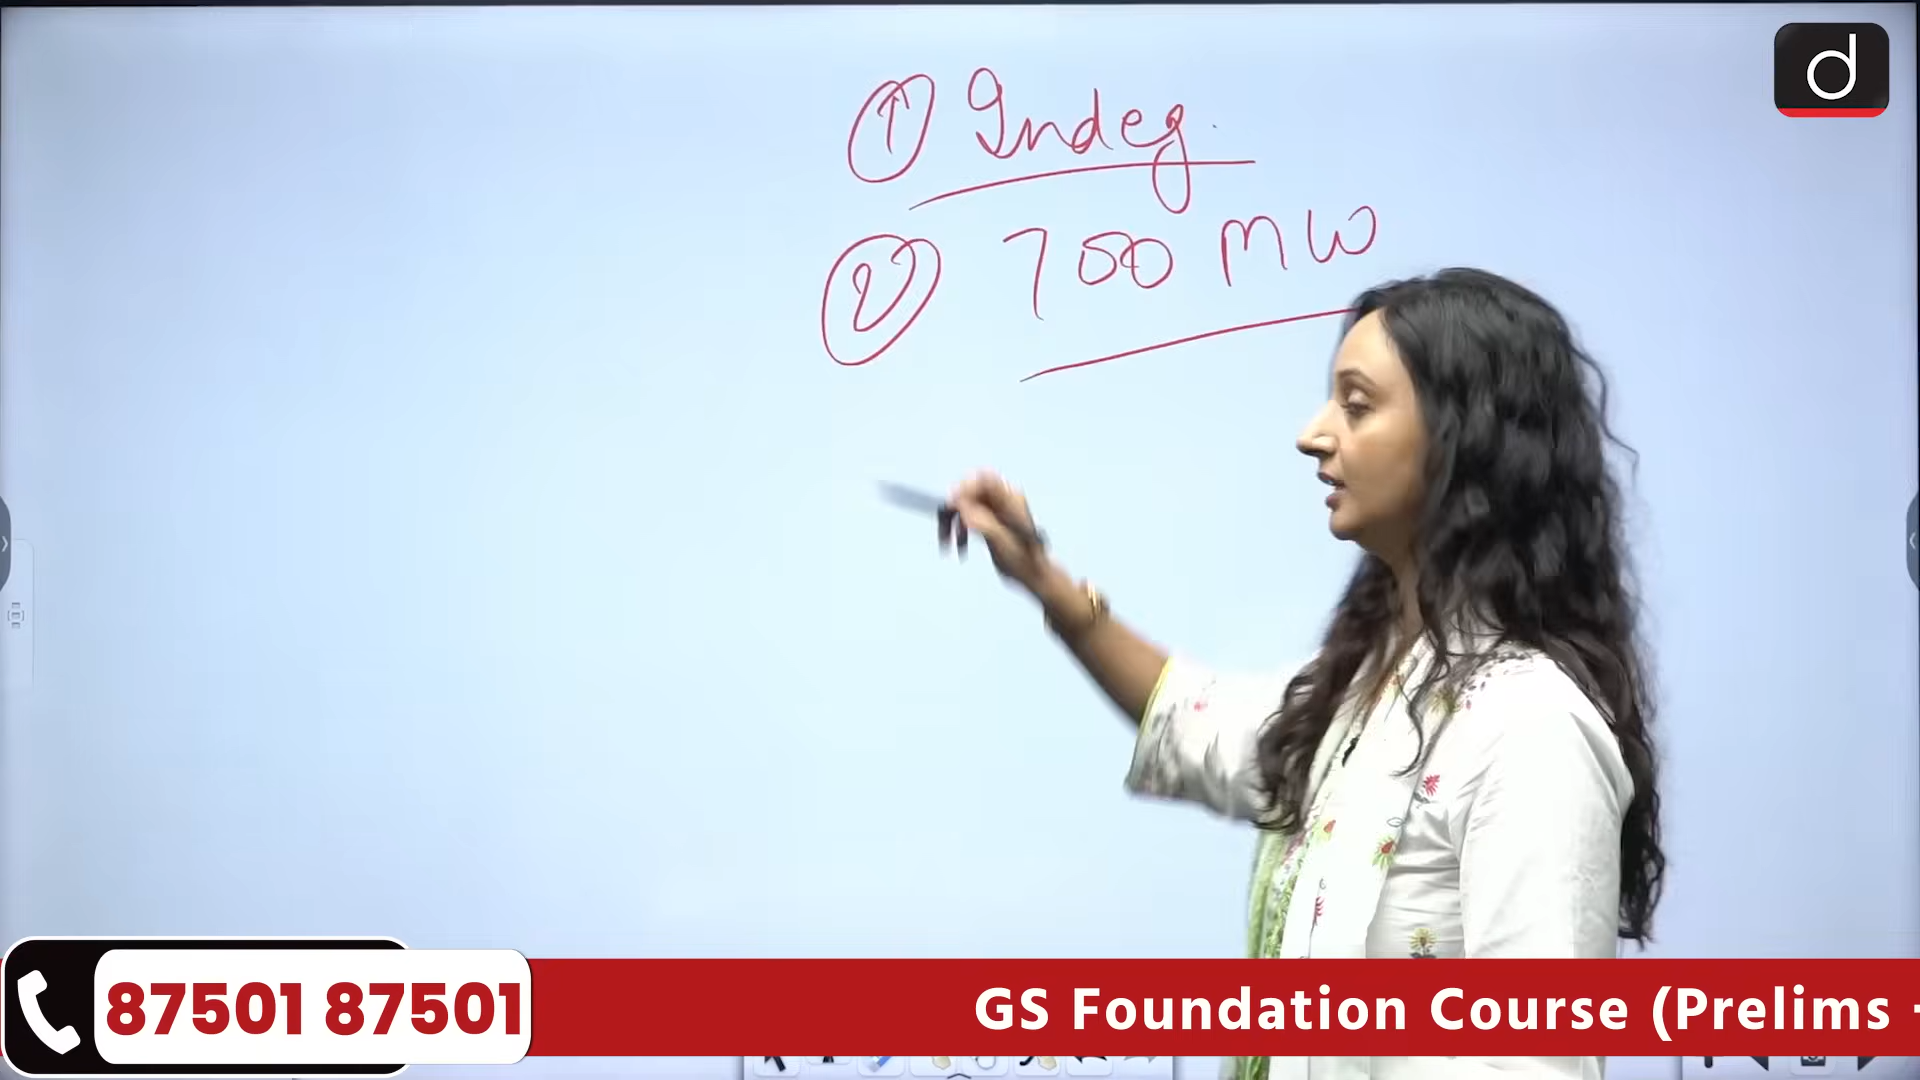 ① Indeg.
② 700 MW
d
87501 87501
GS Foundation Course (Prelims